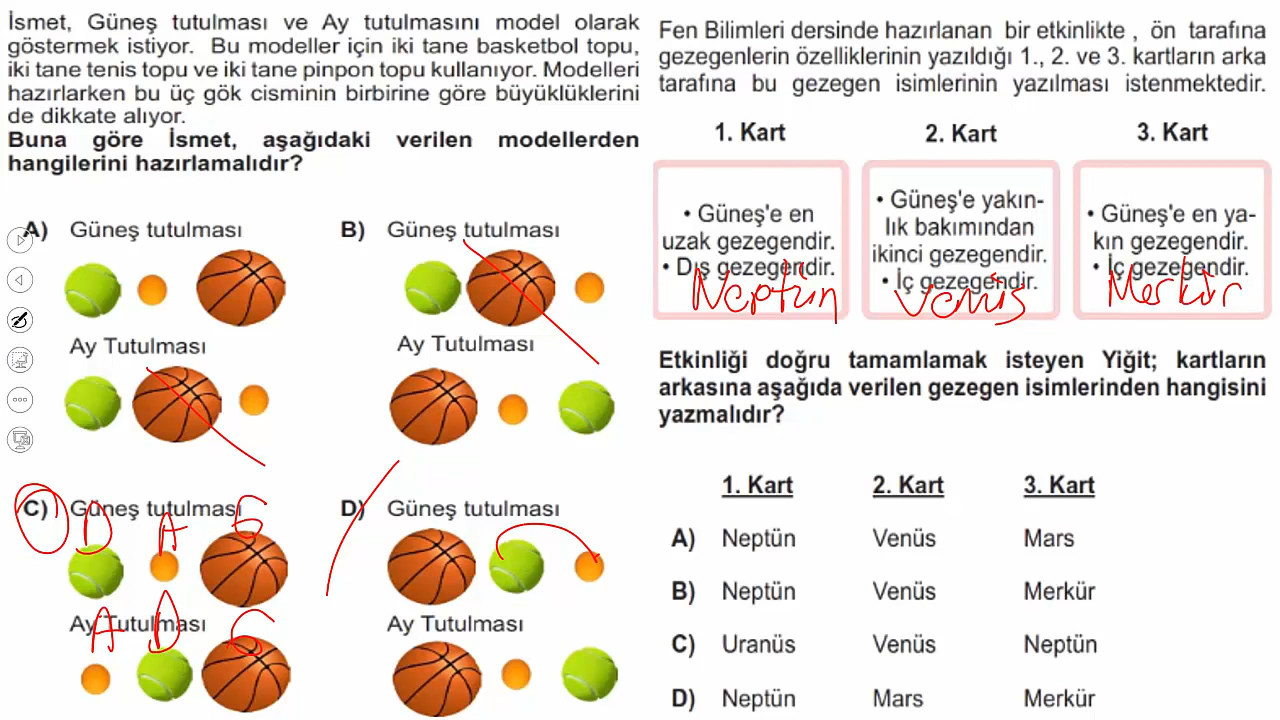 İsmet, Güneş tutulması ve Ay tutulmasını model olarak
göstermek istiyor. Bu modeller için iki tane basketbol topu,
iki tane tenis topu ve iki tane pinpon topu kullanıyor. Modelleri
hazırlarken bu üç gök cisminin birbirine göre büyüklüklerini
de dikkate alıyor.
Buna göre İsmet, aşağıdaki verilen modellerden
hangilerini hazırlamalıdır?
A) Güneş tutulması
Ay Tutulması
B) Güneş tutulması
Ay Tutulması
C) Güneş tutulması
D A G
Ay Tutulması
A D G
D) Güneş tutulması
Ay Tutulması
Fen Bilimleri dersinde hazırlanan bir etkinlikte , ön tarafına
gezegenlerin özelliklerinin yazıldığı 1., 2. ve 3. kartların arka
tarafına bu gezegen isimlerinin yazılması istenmektedir.
1. Kart
• Güneş'e en
uzak gezegendir.
• Dış gezegendir.
Neptün
2. Kart
• Güneş'e yakın-
lık bakımından
ikinci gezegendir.
• İç gezegendir.
Venüs
3. Kart
• Güneş'e en ya-
kın gezegendir.
• İç gezegendir.
Merkür
Etkinliği doğru tamamlamak isteyen Yiğit; kartların
arkasına aşağıda verilen gezegen isimlerinden hangisini
yazmalıdır?
1. Kart 2. Kart 3. Kart
A) Neptün Venüs Mars
B) Neptün Venüs Merkür
C) Uranüs Venüs Neptün
D) Neptün Mars Merkür